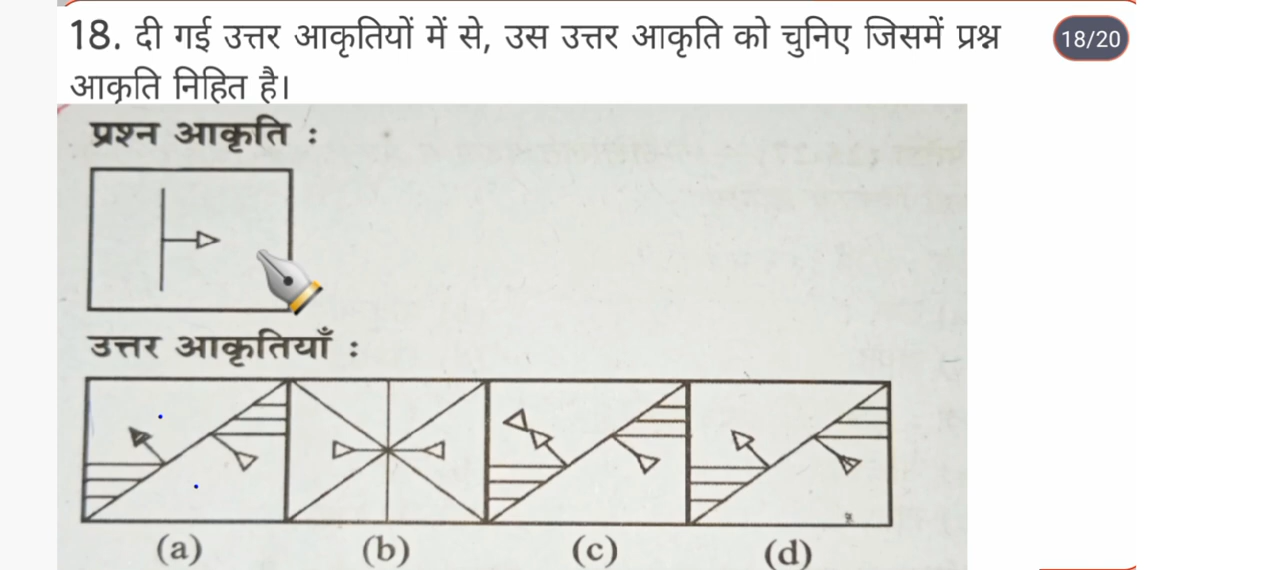 18. दी गई उत्तर आकृतियों में से, उस उत्तर आकृति को चुनिए जिसमें प्रश्न
18/20
आकृति निहित है।
प्रश्न आकृति :
उत्तर आकृतियाँ :
(a) (b) (c) (d)